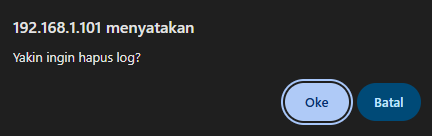 192.168.1.101 menyatakan
Yakin ingin hapus log?
Oke
Batal